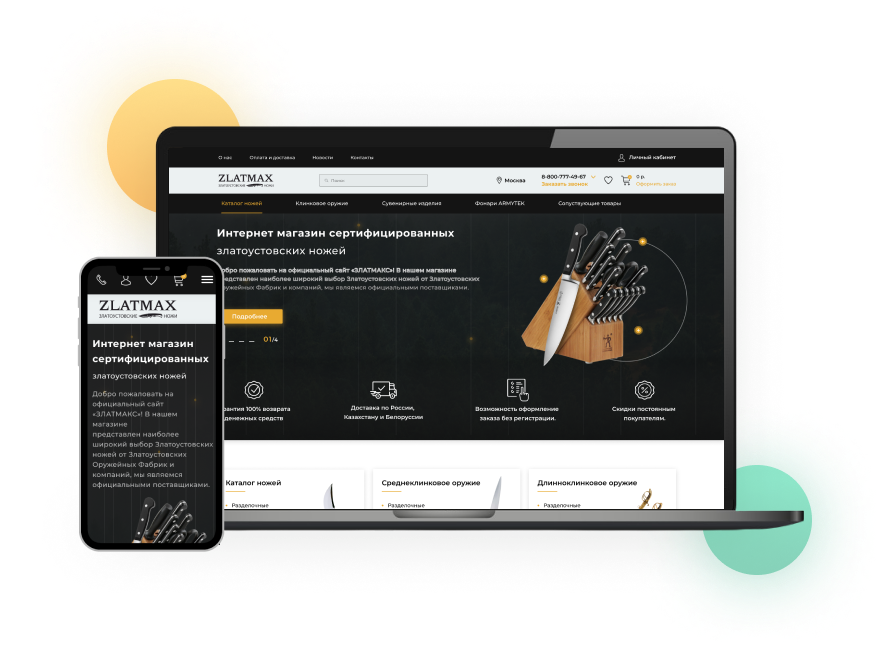 О нас Оплата и доставка Новости Контакты Личный кабинет
ZLATMAX
ЗЛАТОУСТОВСКИЕ НОЖИ
Поиск
Москва
8-800-777-49-67
Заказать звонок
0 р.
Оформить заказ
Каталог ножей Клинковое оружие Сувенирные изделия Фонари ARMYTEK Сопутствующие товары
Интернет магазин сертифицированных
златоустовских ножей
обро пожаловать на официальный сайт «ЗЛАТМАКС»! В нашем магазине
редставлен наиболее широкий выбор Златоустовских ножей от Златоустовских
ружейных Фабрик и компаний, мы являемся официальными поставщиками.
Подробнее
01/4
рантия 100% возврата
денежных средств
Доставка по России,
Казахстану и Белоруссии
Возможность оформление
заказа без регистрации.
Скидки постоянным
покупателям.
Каталог ножей
Разделочные
Среднеклинковое оружие
Разделочные
Длинноклинковое оружие
Разделочные
ZLATMAX
ЗЛАТОУСТОВСКИЕ НОЖИ
Интернет магазин
сертифицированных
златоустовских ножей
Добро пожаловать на
официальный сайт
«ЗЛАТМАКС»! В нашем
магазине
представлен наиболее
широкий выбор Златоустовских
ножей от Златоустовских
Оружейных Фабрик и
компаний, мы являемся
официальными поставщиками.